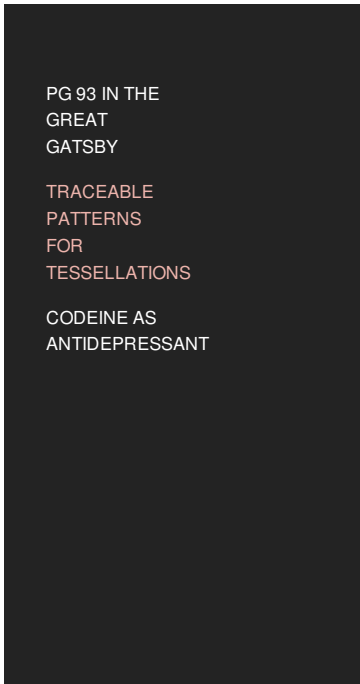 PG 93 IN THE
GREAT
GATSBY
TRACEABLE
PATTERNS
FOR
TESSELLATIONS
CODEINE AS
ANTIDEPRESSANT